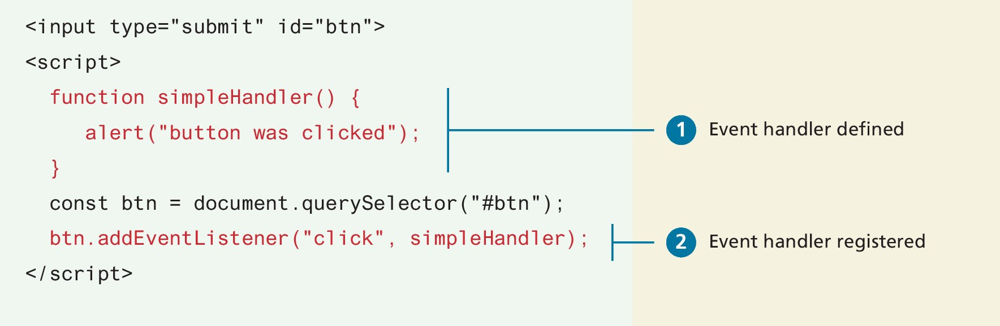 <input type="submit" id="btn">
<script>
function simpleHandler() {
alert("button was clicked");
}
const btn = document.querySelector("#btn");
btn.addEventListener("click", simpleHandler);
</script>
1 Event handler defined
2 Event handler registered